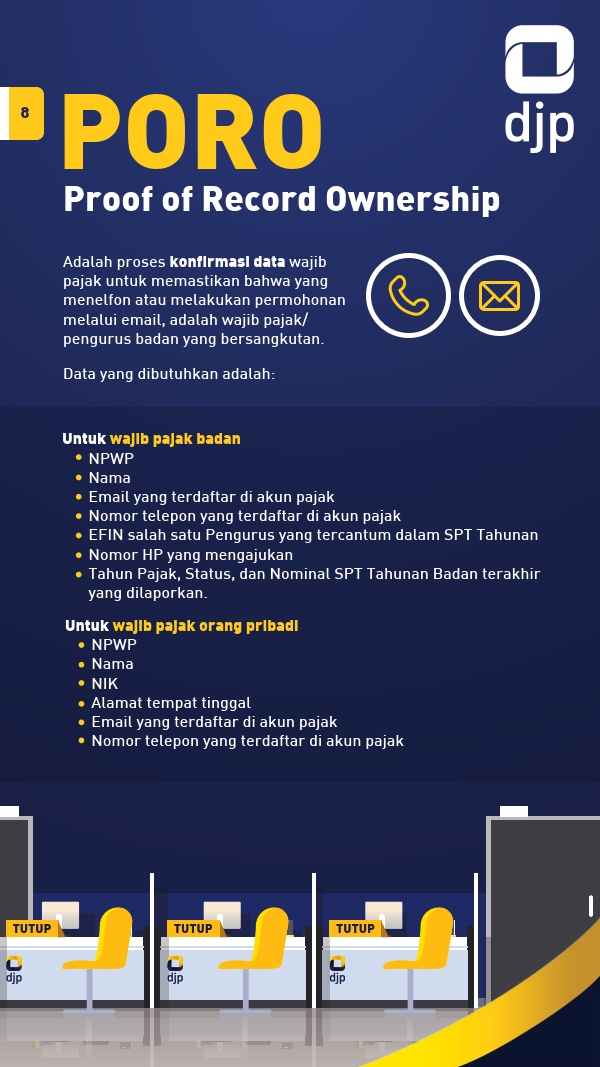 djp
8
PORO
Proof of Record Ownership
Adalah proses konfirmasi data wajib
pajak untuk memastikan bahwa yang
menelfon atau melakukan permohonan
melalui email, adalah wajib pajak/
pengurus badan yang bersangkutan.
Data yang dibutuhkan adalah:
Untuk wajib pajak badan
• NPWP
• Nama
• Email yang terdaftar di akun pajak
• Nomor telepon yang terdaftar di akun pajak
• EFIN salah satu Pengurus yang tercantum dalam SPT Tahunan
• Nomor HP yang mengajukan
• Tahun Pajak, Status, dan Nominal SPT Tahunan Badan terakhir
yang dilaporkan.
Untuk wajib pajak orang pribadi
• NPWP
• Nama
• NIK
• Alamat tempat tinggal
• Email yang terdaftar di akun pajak
• Nomor telepon yang terdaftar di akun pajak
TUTUP
TUTUP
TUTUP
djp
djp
djp